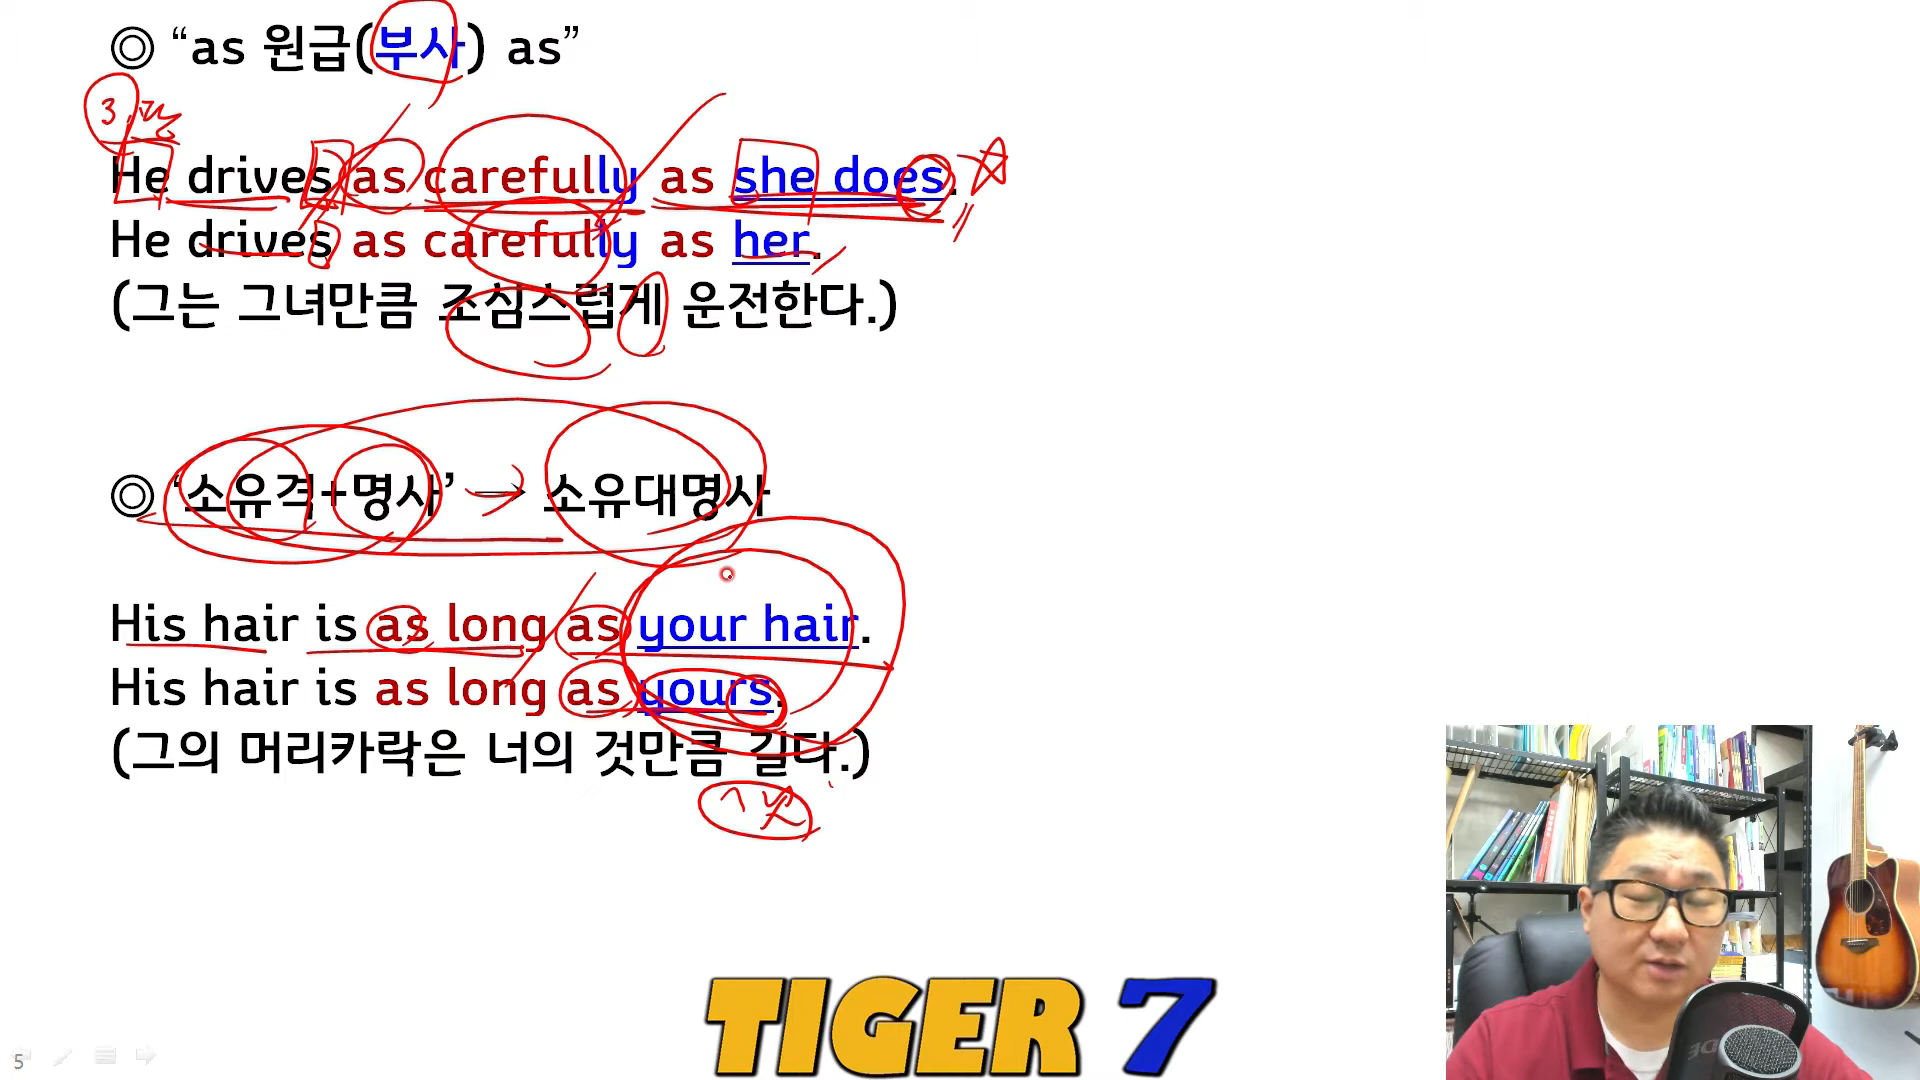 ◎ “as 원급(부사) as”
3
He drives as carefully as she does.
He drives as carefully as her.
(그는 그녀만큼 조심스럽게 운전한다.)
◎ ‘소유격+명사’ → 소유대명사
His hair is as long as your hair.
His hair is as long as yours.
(그의 머리카락은 너의 것만큼 길다.)
TIGER 7
5